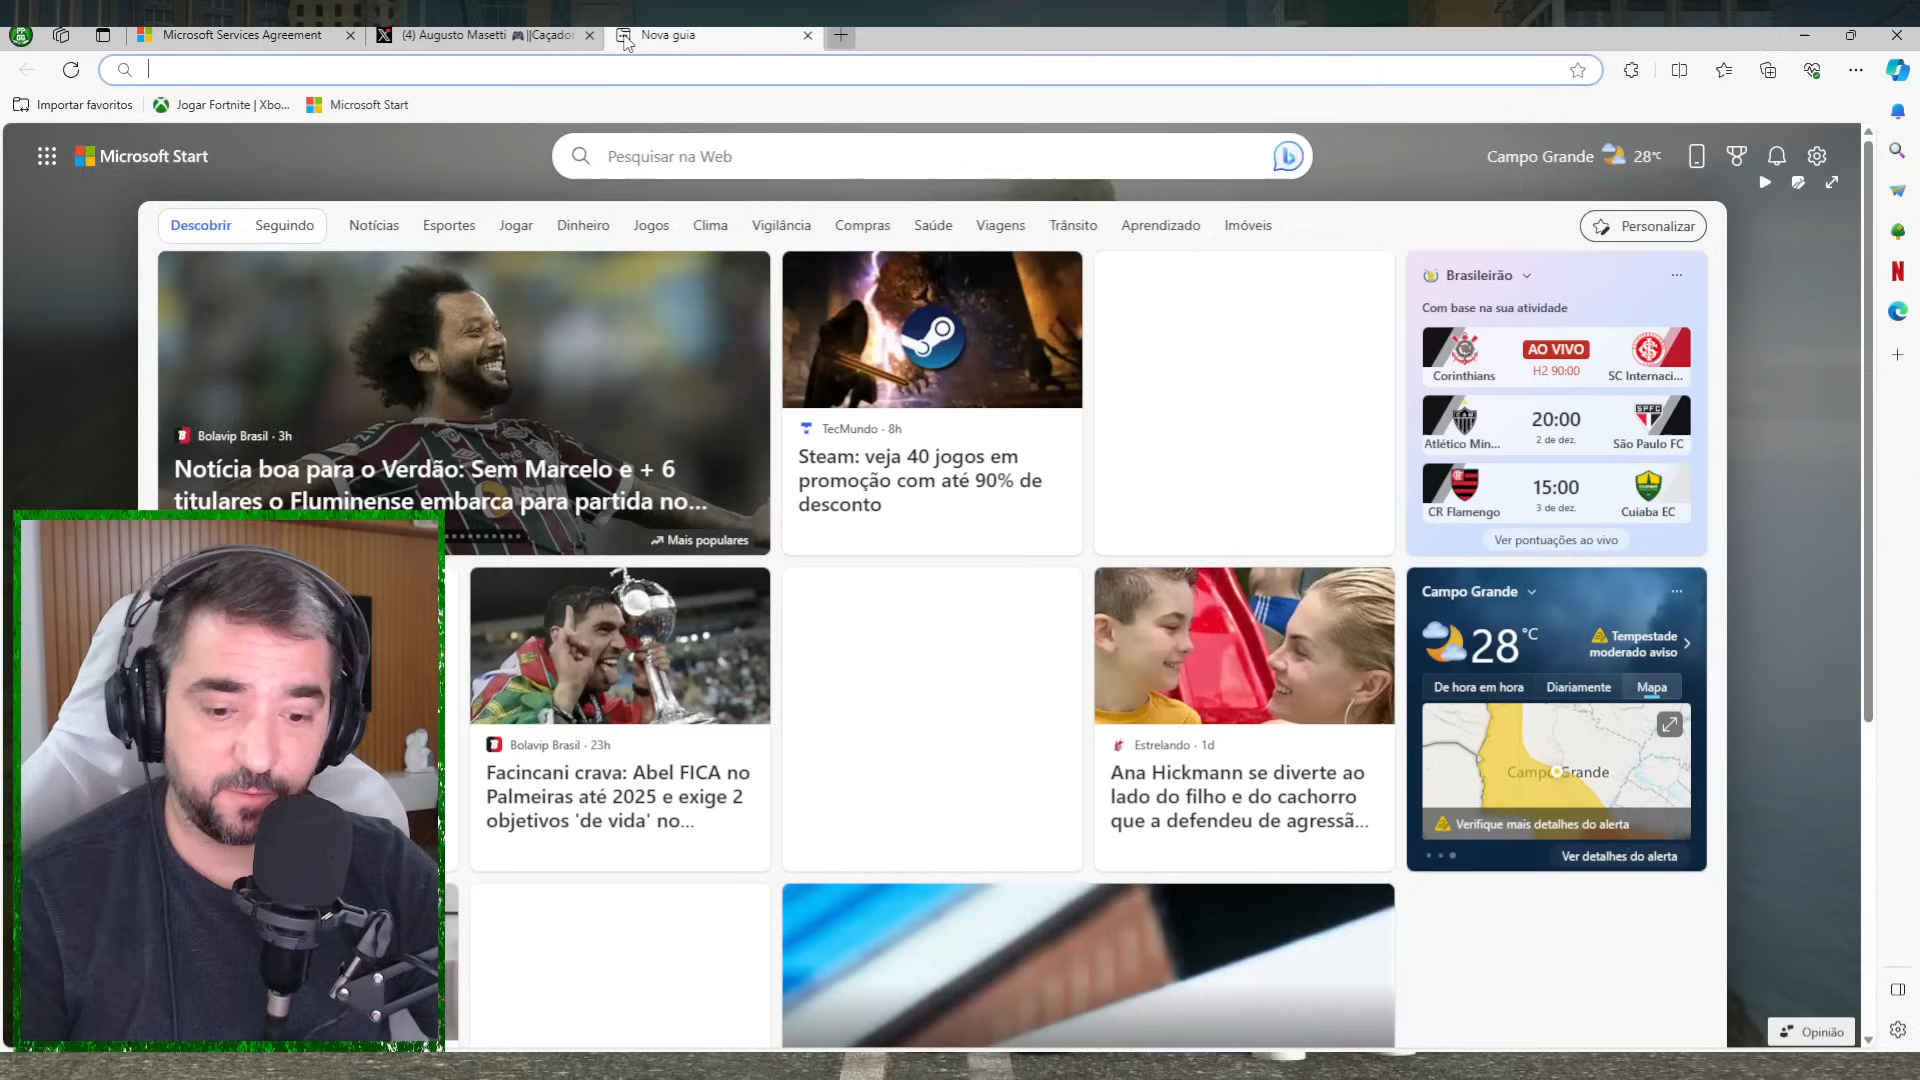 Microsoft Services Agreement
(4) Augusto Masetti 🎮||Caçador
Nova guia
Importar favoritos
Jogar Fortnite | Xbo...
Microsoft Start
Microsoft Start
Pesquisar na Web
Campo Grande
28°C
Descobrir
Seguindo
Notícias
Esportes
Jogar
Dinheiro
Jogos
Clima
Vigilância
Compras
Saúde
Viagens
Trânsito
Aprendizado
Imóveis
Personalizar
Bolavip Brasil · 3h
Notícia boa para o Verdão: Sem Marcelo e + 6
titulares o Fluminense embarca para partida no...
Mais populares
TecMundo · 8h
Steam: veja 40 jogos em
promoção com até 90% de
desconto
Brasileirão
Com base na sua atividade
Corinthians
AO VIVO
H2 90:00
SC Internaci...
Atlético Min...
20:00
2 de dez.
São Paulo FC
CR Flamengo
15:00
3 de dez.
Cuiaba EC
Ver pontuações ao vivo
Bolavip Brasil · 23h
Facincani crava: Abel FICA no
Palmeiras até 2025 e exige 2
objetivos 'de vida' no...
Estrelando · 1d
Ana Hickmann se diverte ao
lado do filho e do cachorro
que a defendeu de agressã...
Campo Grande
28°C
Tempestade
moderado aviso
De hora em hora
Diariamente
Mapa
Campo Grande
Verifique mais detalhes do alerta
Ver detalhes do alerta
Opinião